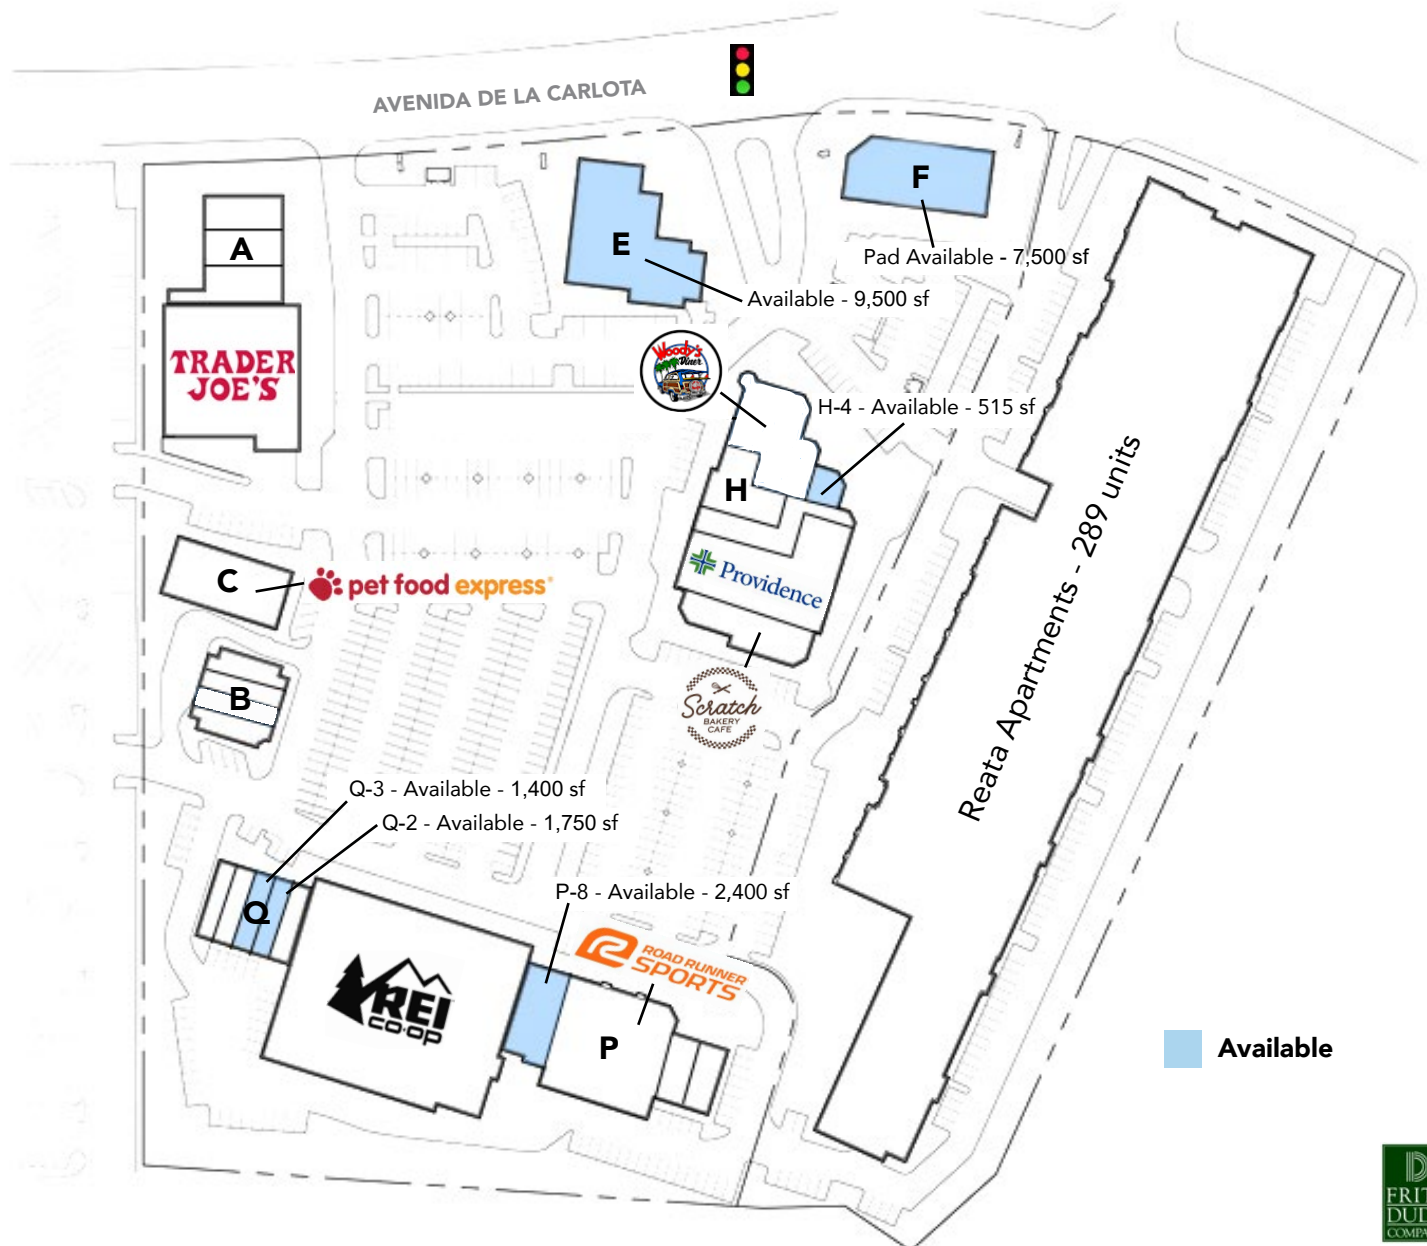 AVENIDA DE LA CARLOTA
F
Pad Available - 7,500 sf
A
E
Available - 9,500 sf
TRADER
JOE'S
Woody's
Diner
H-4 - Available - 515 sf
H
Providence
C
pet food express
B
Scratch
BAKERY
CAFE
Reata Apartments - 289 units
Q-3 - Available - 1,400 sf
Q-2 - Available - 1,750 sf
P-8 - Available - 2,400 sf
Q
ROAD RUNNER
SPORTS
REI
CO·OP
P
Available